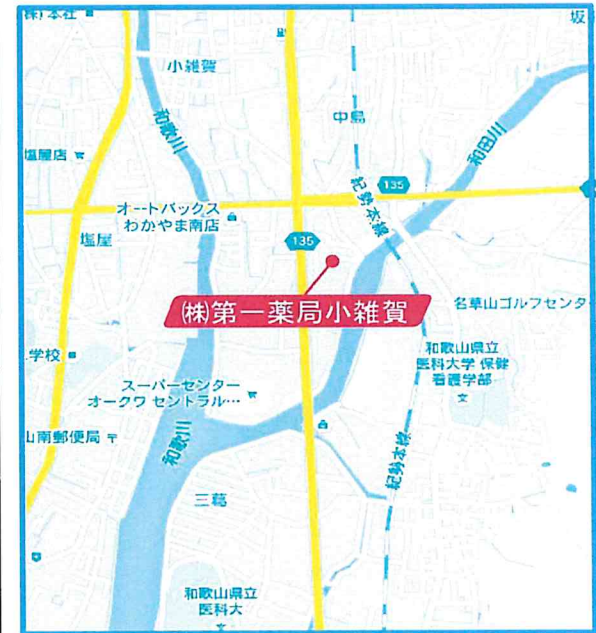 (株)本社
坂
小雑賀
中島
和歌川
和田川
塩屋店
135
紀勢本線
オートバックス
わかやま南店
塩屋
135
(株)第一薬局小雑賀
名草山ゴルフセンタ
学校
和歌山県立
医科大学 保健
看護学部
スーパーセンター
オークワ セントラル…
山南郵便局
和歌川
紀勢本線
三葛
和歌山県立
医科大